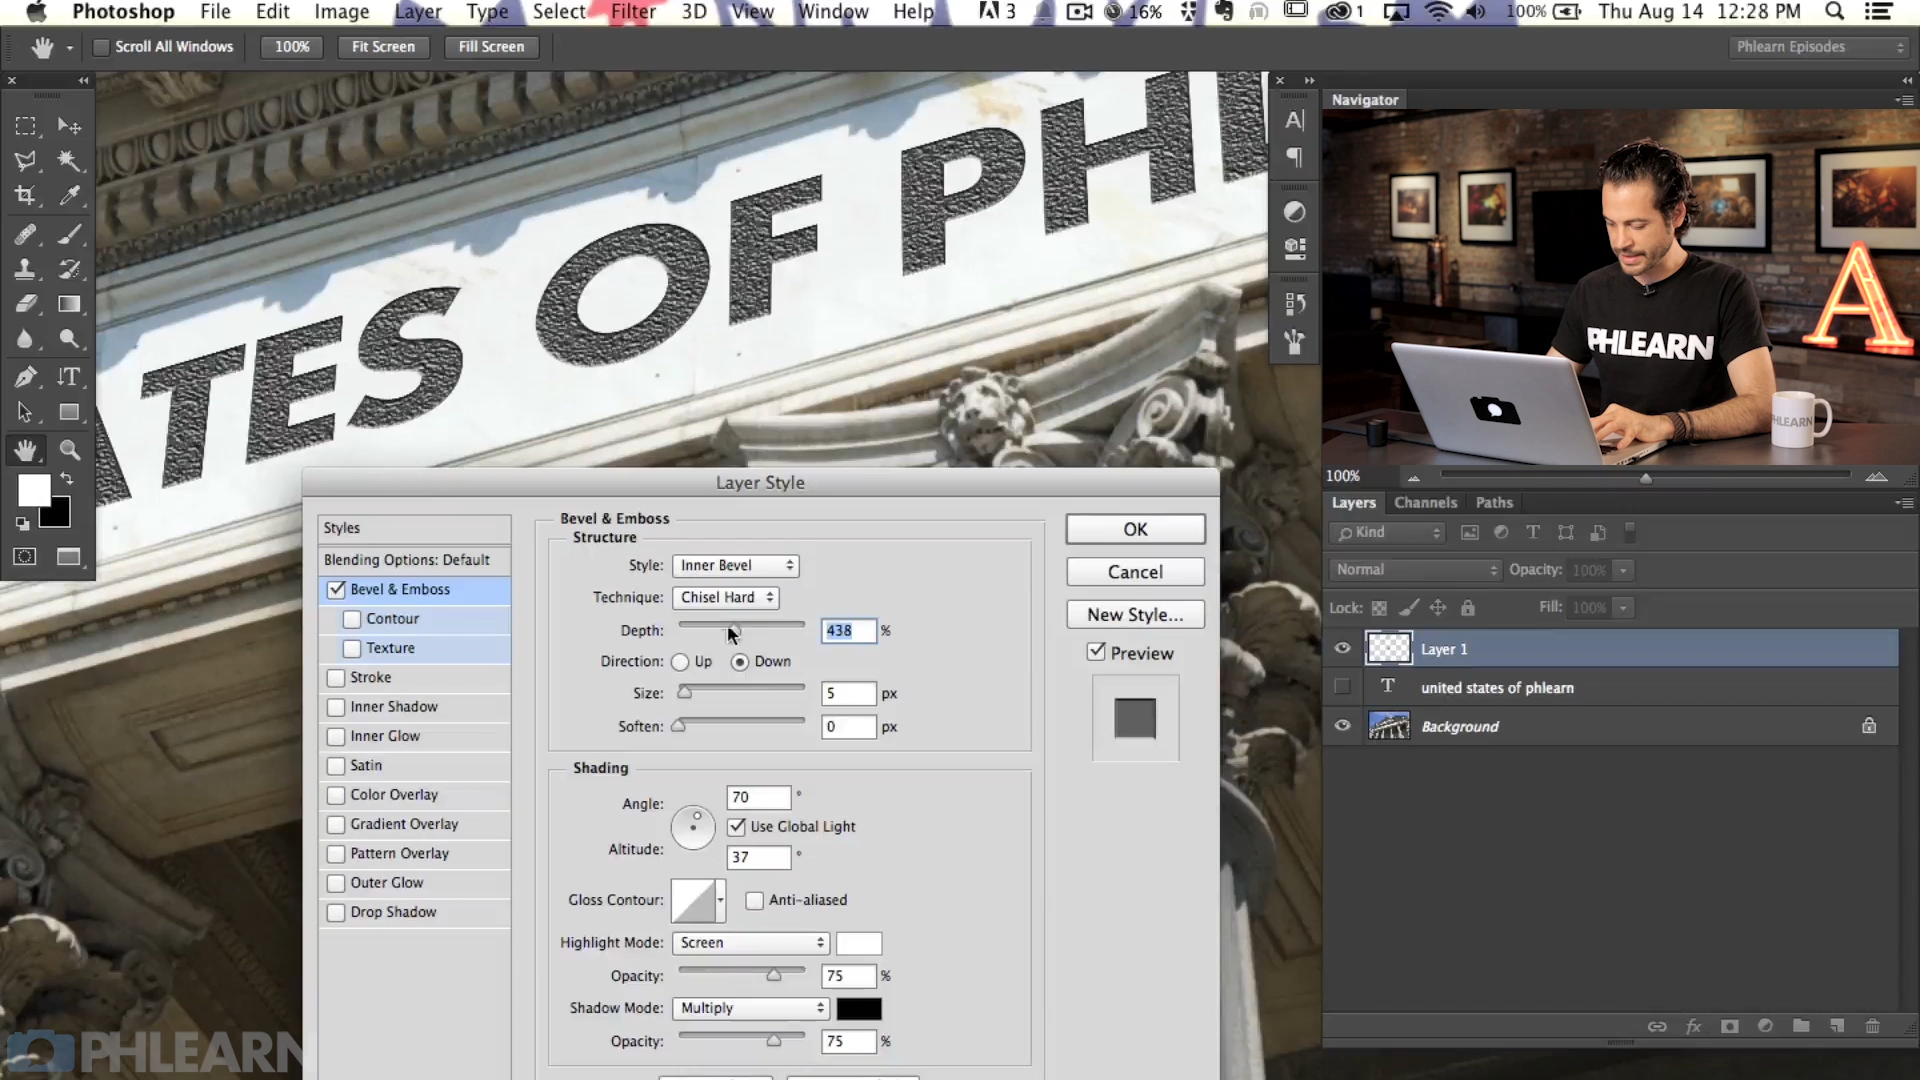 Photoshop File Edit Image Layer Type Select Filter 3D View Window Help 3 16% 1 100% Thu Aug 14 12:28 PM
Scroll All Windows 100% Fit Screen Fill Screen Phlearn Episodes
ATES OF PHL
Navigator
PHLEARN
PHLEARN
A
100%
Layers Channels Paths
Kind
Normal Opacity: 100%
Lock: Fill: 100%
Layer 1
T united states of phlearn
Background
Layer Style
Styles
Blending Options: Default
Bevel & Emboss
Contour
Texture
Stroke
Inner Shadow
Inner Glow
Satin
Color Overlay
Gradient Overlay
Pattern Overlay
Outer Glow
Drop Shadow
Bevel & Emboss
Structure
Style: Inner Bevel
Technique: Chisel Hard
Depth: 438 %
Direction: Up Down
Size: 5 px
Soften: 0 px
Shading
Angle: 70 °
Use Global Light
Altitude: 37 °
Gloss Contour: Anti-aliased
Highlight Mode: Screen
Opacity: 75 %
Shadow Mode: Multiply
Opacity: 75 %
OK
Cancel
New Style...
Preview
fx
PHLEARN